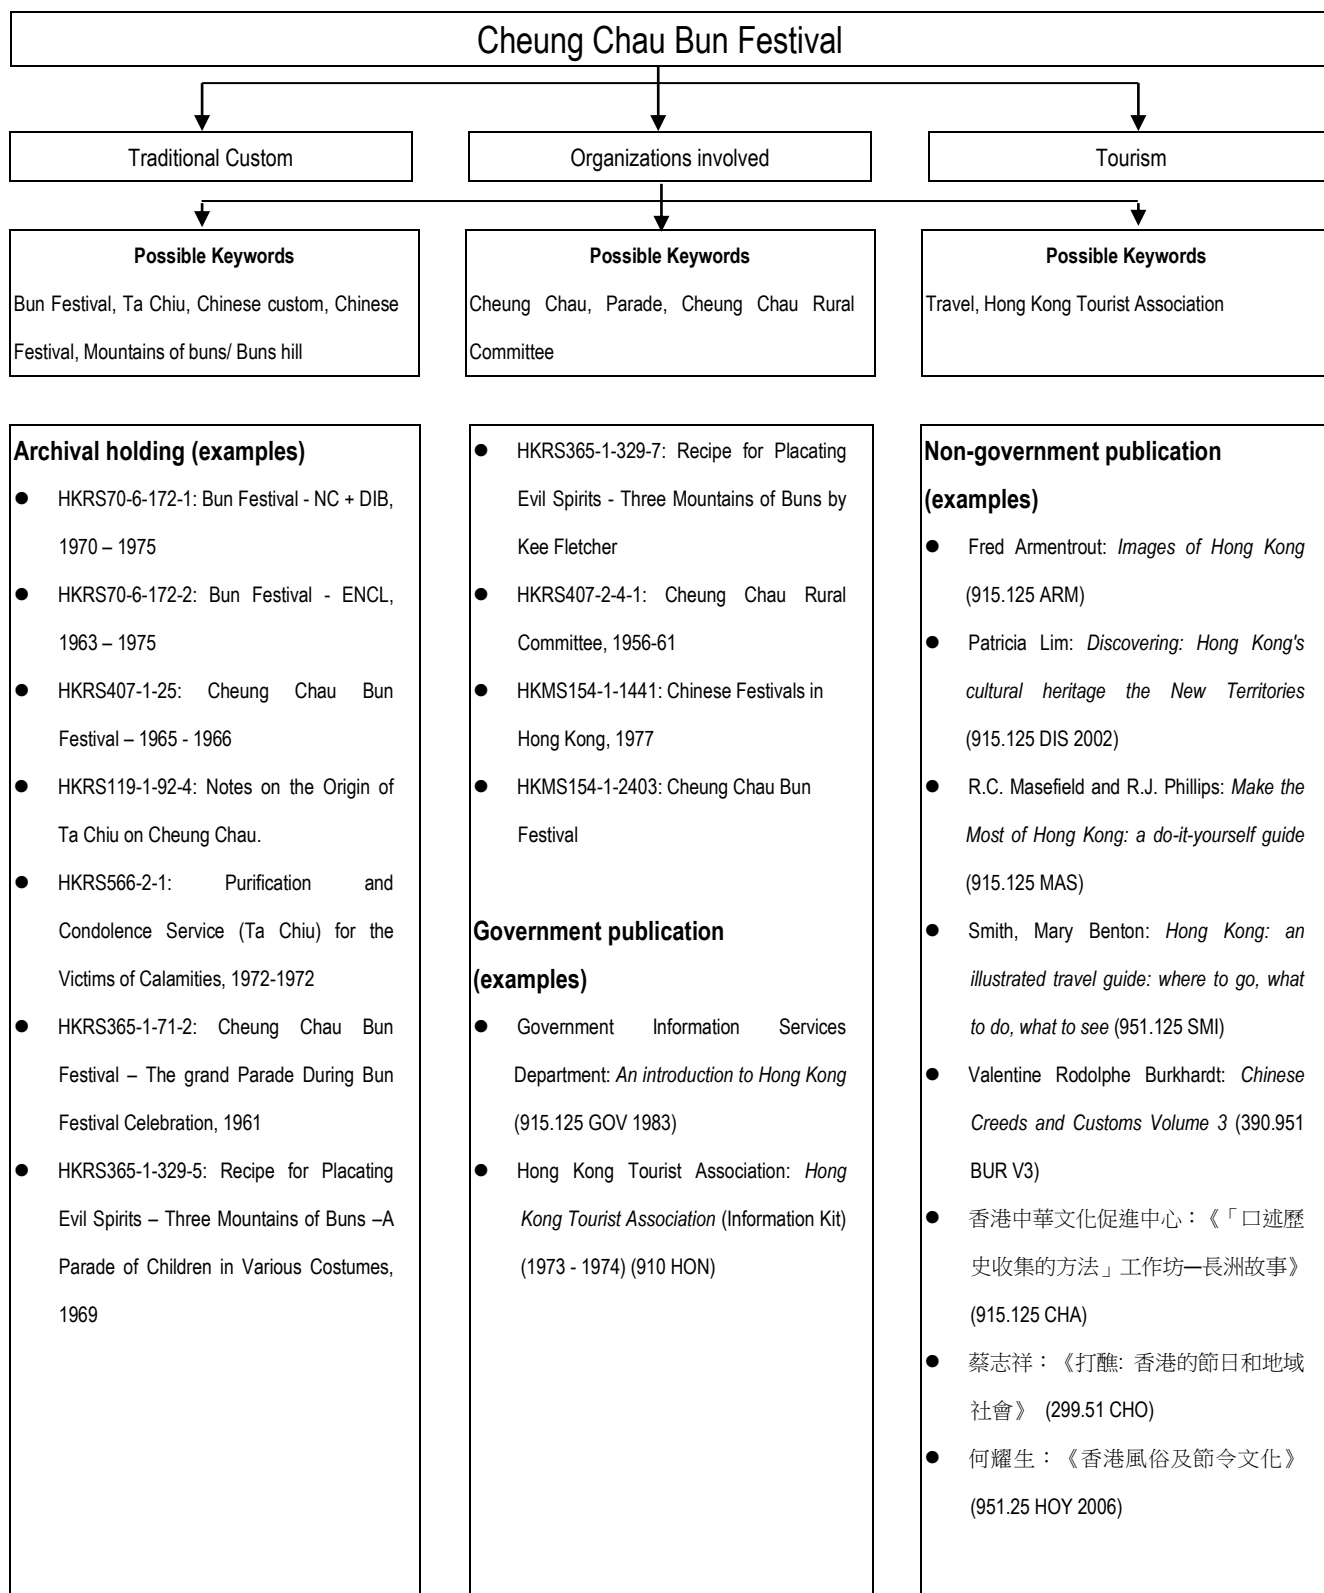 Cheung Chau Bun Festival
Traditional Custom
Organizations involved
Tourism
Possible Keywords
Bun Festival, Ta Chiu, Chinese custom, Chinese
Festival, Mountains of buns/ Buns hill
Possible Keywords
Cheung Chau, Parade, Cheung Chau Rural
Committee
Possible Keywords
Travel, Hong Kong Tourist Association
Archival holding (examples)
● HKRS70-6-172-1: Bun Festival - NC + DIB,
1970 – 1975
● HKRS70-6-172-2: Bun Festival - ENCL,
1963 – 1975
● HKRS407-1-25: Cheung Chau Bun
Festival – 1965 - 1966
● HKRS119-1-92-4: Notes on the Origin of
Ta Chiu on Cheung Chau.
● HKRS566-2-1: Purification and
Condolence Service (Ta Chiu) for the
Victims of Calamities, 1972-1972
● HKRS365-1-71-2: Cheung Chau Bun
Festival – The grand Parade During Bun
Festival Celebration, 1961
● HKRS365-1-329-5: Recipe for Placating
Evil Spirits – Three Mountains of Buns –A
Parade of Children in Various Costumes,
1969
● HKRS365-1-329-7: Recipe for Placating
Evil Spirits - Three Mountains of Buns by
Kee Fletcher
● HKRS407-2-4-1: Cheung Chau Rural
Committee, 1956-61
● HKMS154-1-1441: Chinese Festivals in
Hong Kong, 1977
● HKMS154-1-2403: Cheung Chau Bun
Festival
Government publication
(examples)
● Government Information Services
Department: An introduction to Hong Kong
(915.125 GOV 1983)
● Hong Kong Tourist Association: Hong
Kong Tourist Association (Information Kit)
(1973 - 1974) (910 HON)
Non-government publication
(examples)
● Fred Armentrout: Images of Hong Kong
(915.125 ARM)
● Patricia Lim: Discovering: Hong Kong's
cultural heritage the New Territories
(915.125 DIS 2002)
● R.C. Masefield and R.J. Phillips: Make the
Most of Hong Kong: a do-it-yourself guide
(915.125 MAS)
● Smith, Mary Benton: Hong Kong: an
illustrated travel guide: where to go, what
to do, what to see (951.125 SMI)
● Valentine Rodolphe Burkhardt: Chinese
Creeds and Customs Volume 3 (390.951
BUR V3)
● 香港中華文化促進中心：《「口述歷
史收集的方法」工作坊—長洲故事》
(915.125 CHA)
● 蔡志祥：《打醮: 香港的節日和地域
社會》 (299.51 CHO)
● 何耀生：《香港風俗及節令文化》
(951.25 HOY 2006)